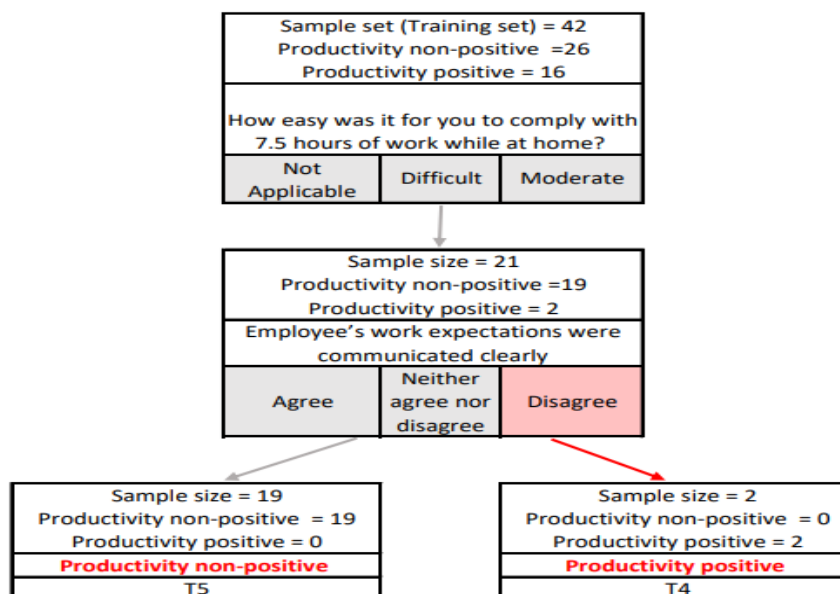 Sample set (Training set) = 42
Productivity non-positive =26
Productivity positive = 16
How easy was it for you to comply with
7.5 hours of work while at home?
Not
Applicable
Difficult
Moderate
Sample size = 21
Productivity non-positive =19
Productivity positive = 2
Employee's work expectations were
communicated clearly
Agree
Neither
agree nor
disagree
Disagree
Sample size = 19
Productivity non-positive = 19
Productivity positive = 0
Productivity non-positive
T5
Sample size = 2
Productivity non-positive = 0
Productivity positive = 2
Productivity positive
T4